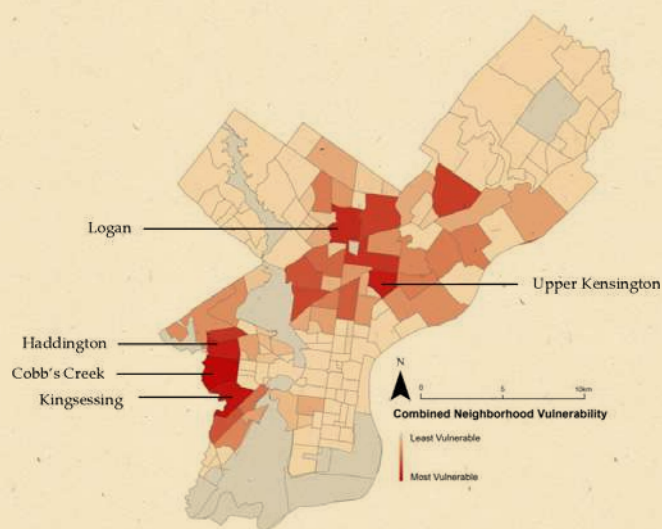 Logan
Upper Kensington
Haddington
Cobb's Creek
Kingsessing
N
0 5 10km
Combined Neighborhood Vulnerability
Least Vulnerable
Most Vulnerable